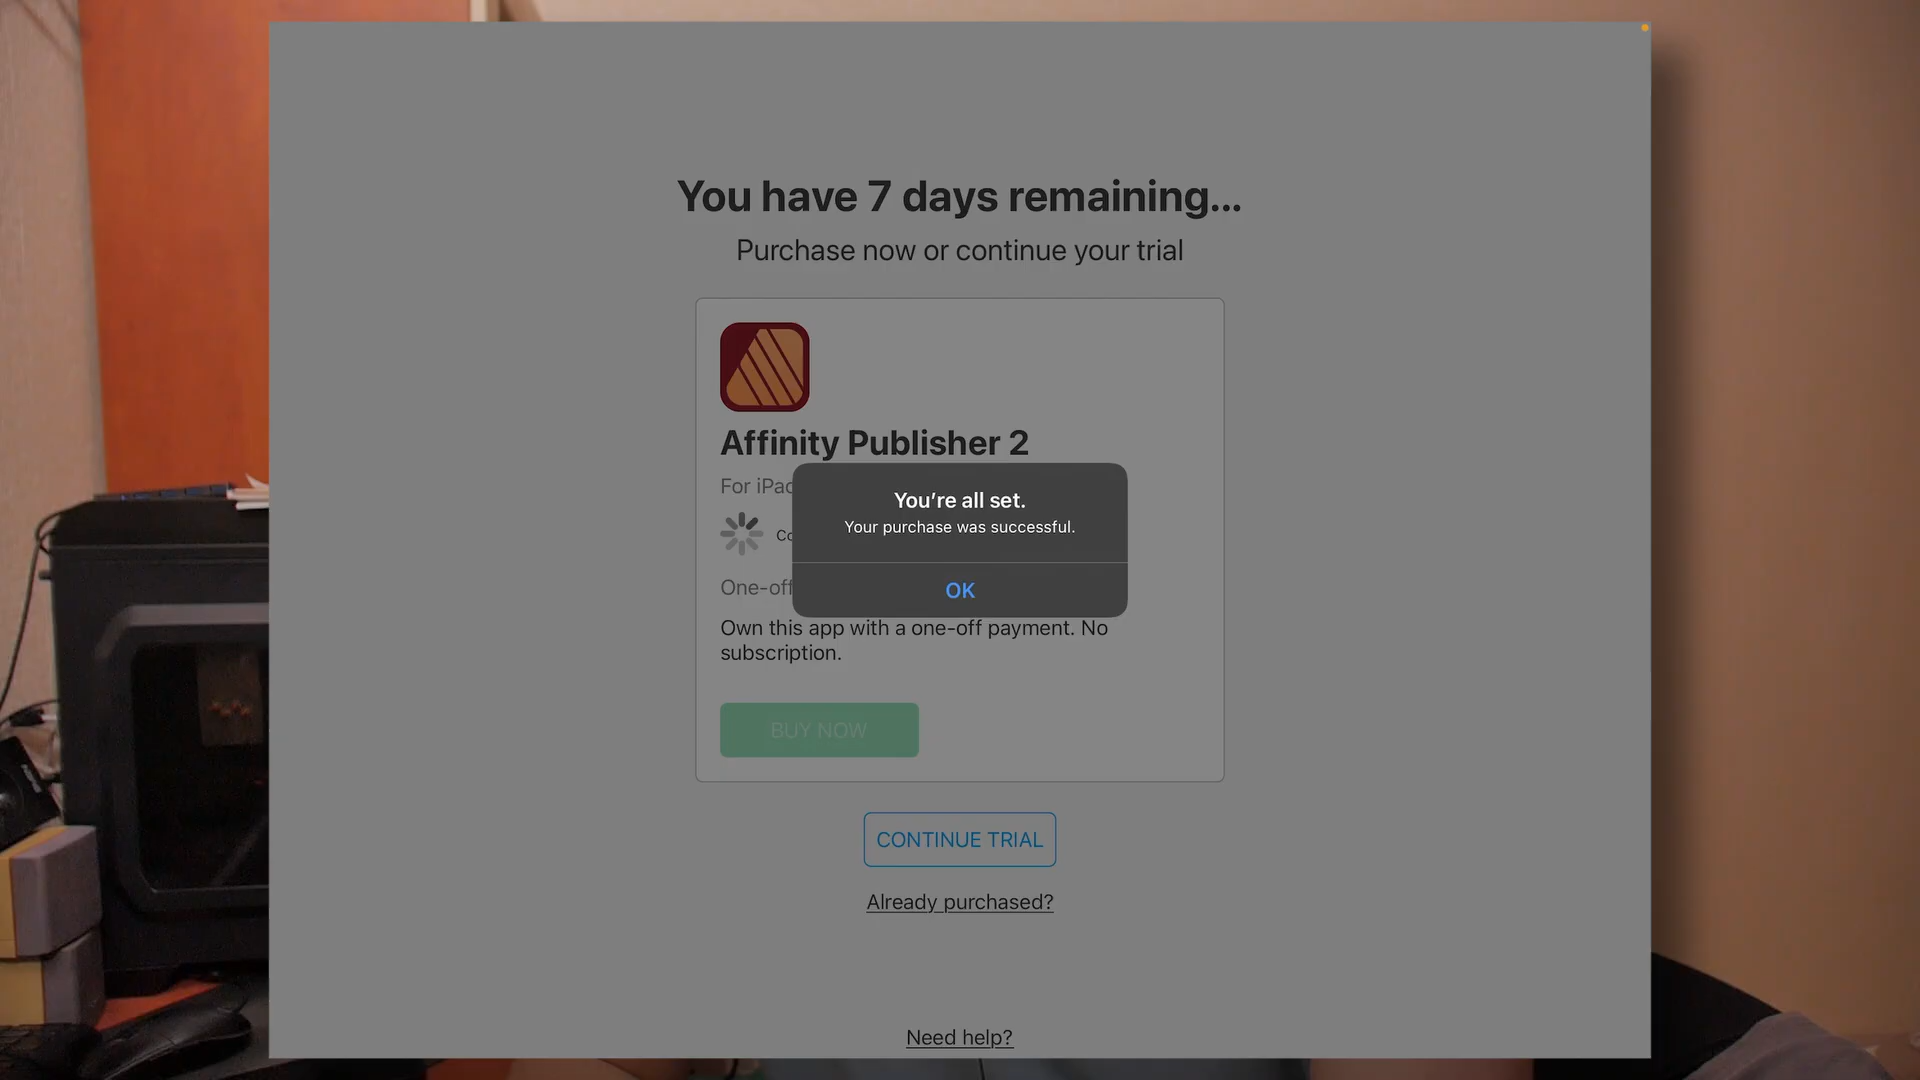 You have 7 days remaining...
Purchase now or continue your trial
Affinity Publisher 2
For
You’re all set.
Your purchase was successful.
One-off
OK
Own this app with a one-off payment. No
subscription.
BUY NOW
CONTINUE TRIAL
Already purchased?
Need help?